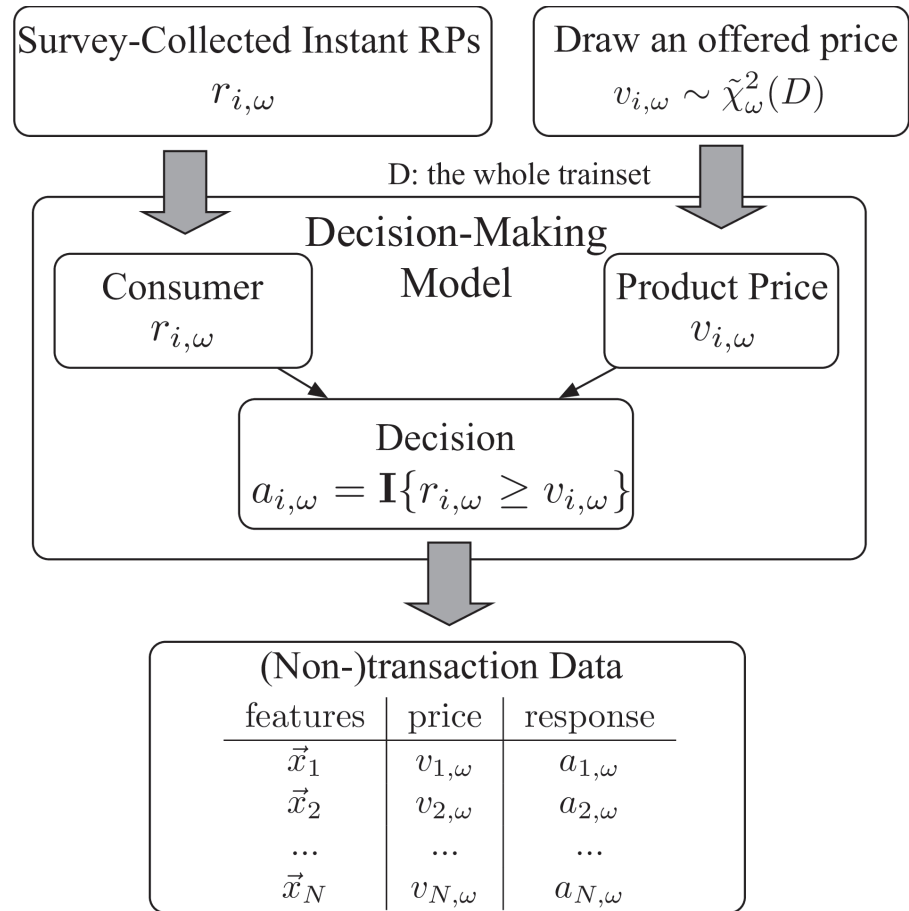 Survey-Collected Instant RPs
r_{i,ω}
Draw an offered price
v_{i,ω} ∼ χ̃²_ω(D)
D: the whole trainset
Decision-Making
Model
Consumer
r_{i,ω}
Product Price
v_{i,ω}
Decision
a_{i,ω} = I{r_{i,ω} ≥ v_{i,ω}}
(Non-)transaction Data
features price response
x⃗_1 v_{1,ω} a_{1,ω}
x⃗_2 v_{2,ω} a_{2,ω}
... ... ...
x⃗_N v_{N,ω} a_{N,ω}